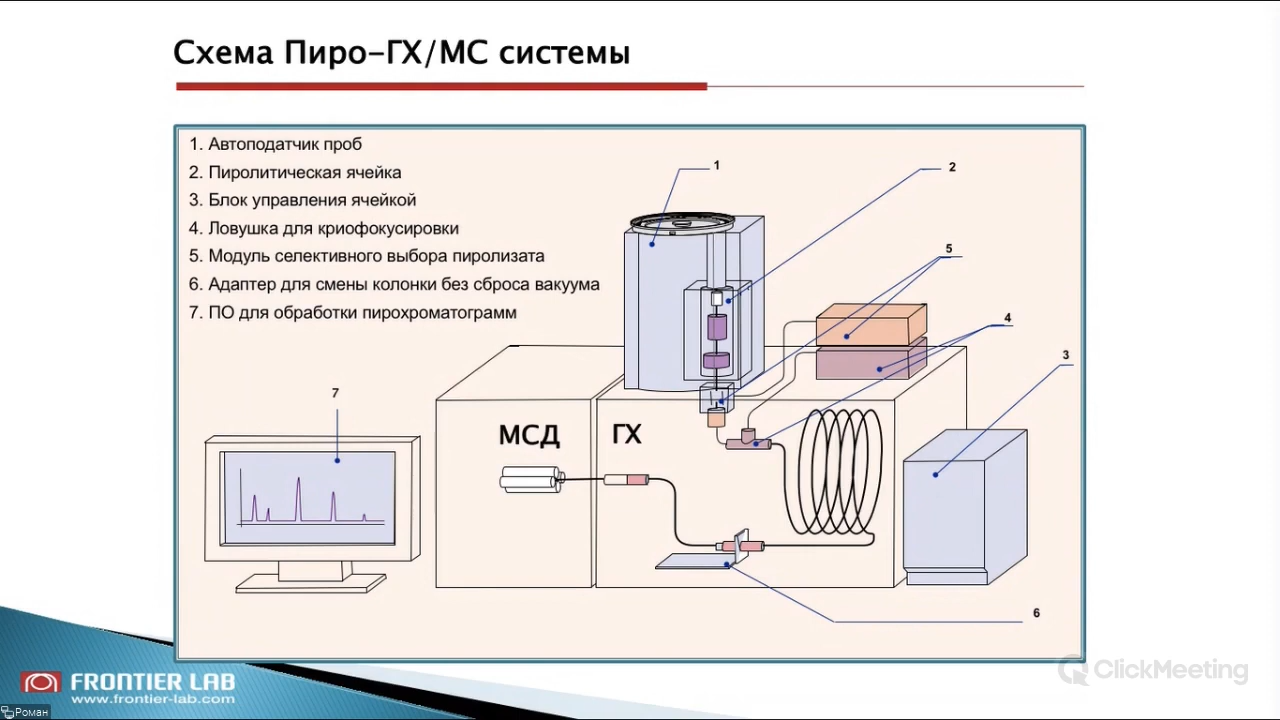 Схема Пиро-ГХ/МС системы
1. Автоподатчик проб
2. Пиролитическая ячейка
3. Блок управления ячейкой
4. Ловушка для криофокусировки
5. Модуль селективного выбора пиролизата
6. Адаптер для смены колонки без сброса вакуума
7. ПО для обработки пирохроматограмм
1
2
5
4
3
7
МСД
ГХ
6
FRONTIER LAB
www.frontier-lab.com
ClickMeeting
Роман